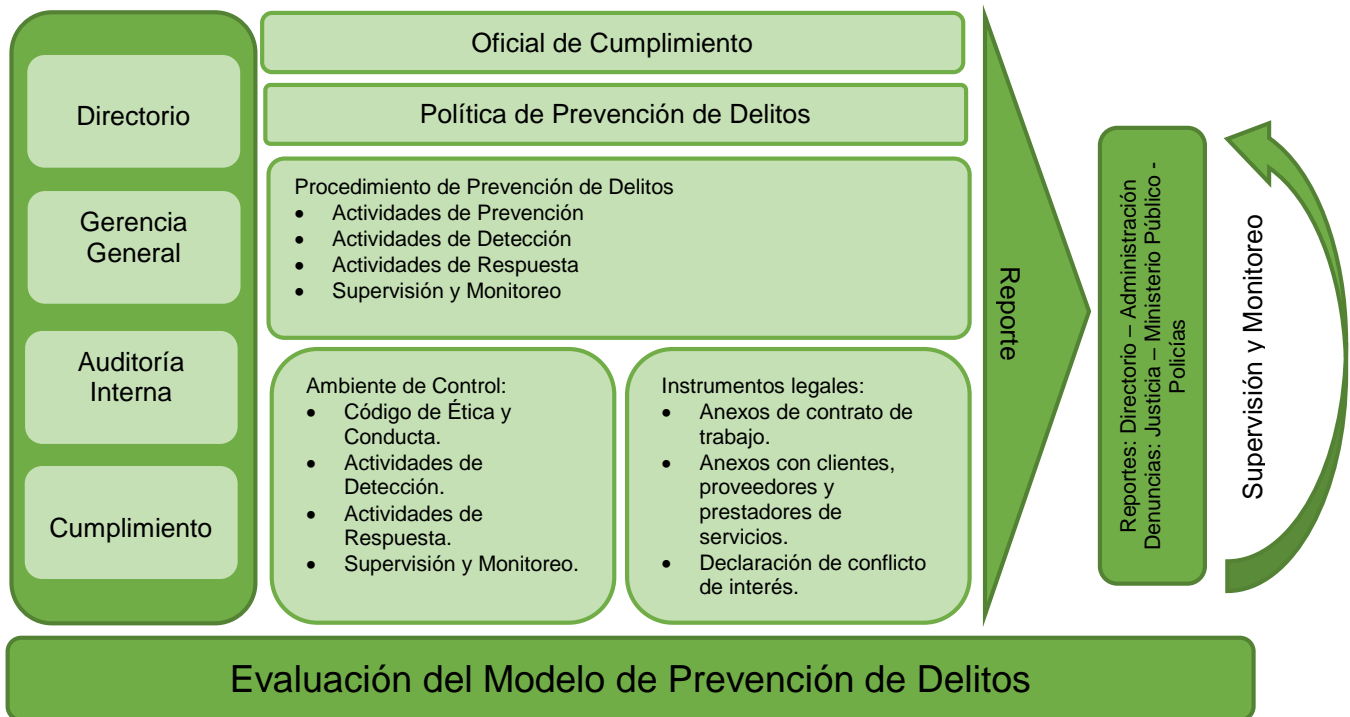 Directorio
Gerencia
General
Auditoría
Interna
Cumplimiento
Oficial de Cumplimiento
Política de Prevención de Delitos
Procedimiento de Prevención de Delitos
• Actividades de Prevención
• Actividades de Detección
• Actividades de Respuesta
• Supervisión y Monitoreo
Ambiente de Control:
• Código de Ética y
Conducta.
• Actividades de
Detección.
• Actividades de
Respuesta.
• Supervisión y Monitoreo.
Instrumentos legales:
• Anexos de contrato de
trabajo.
• Anexos con clientes,
proveedores y
prestadores de
servicios.
• Declaración de conflicto
de interés.
Reporte
Reportes: Directorio – Administración
Denuncias: Justicia – Ministerio Público -
Policías
Supervisión y Monitoreo
Evaluación del Modelo de Prevención de Delitos